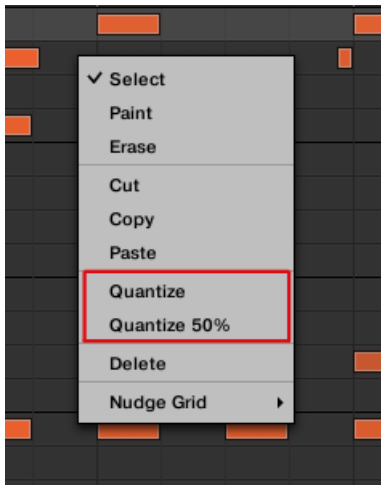 Select
Paint
Erase
Cut
Copy
Paste
Quantize
Quantize 50%
Delete
Nudge Grid